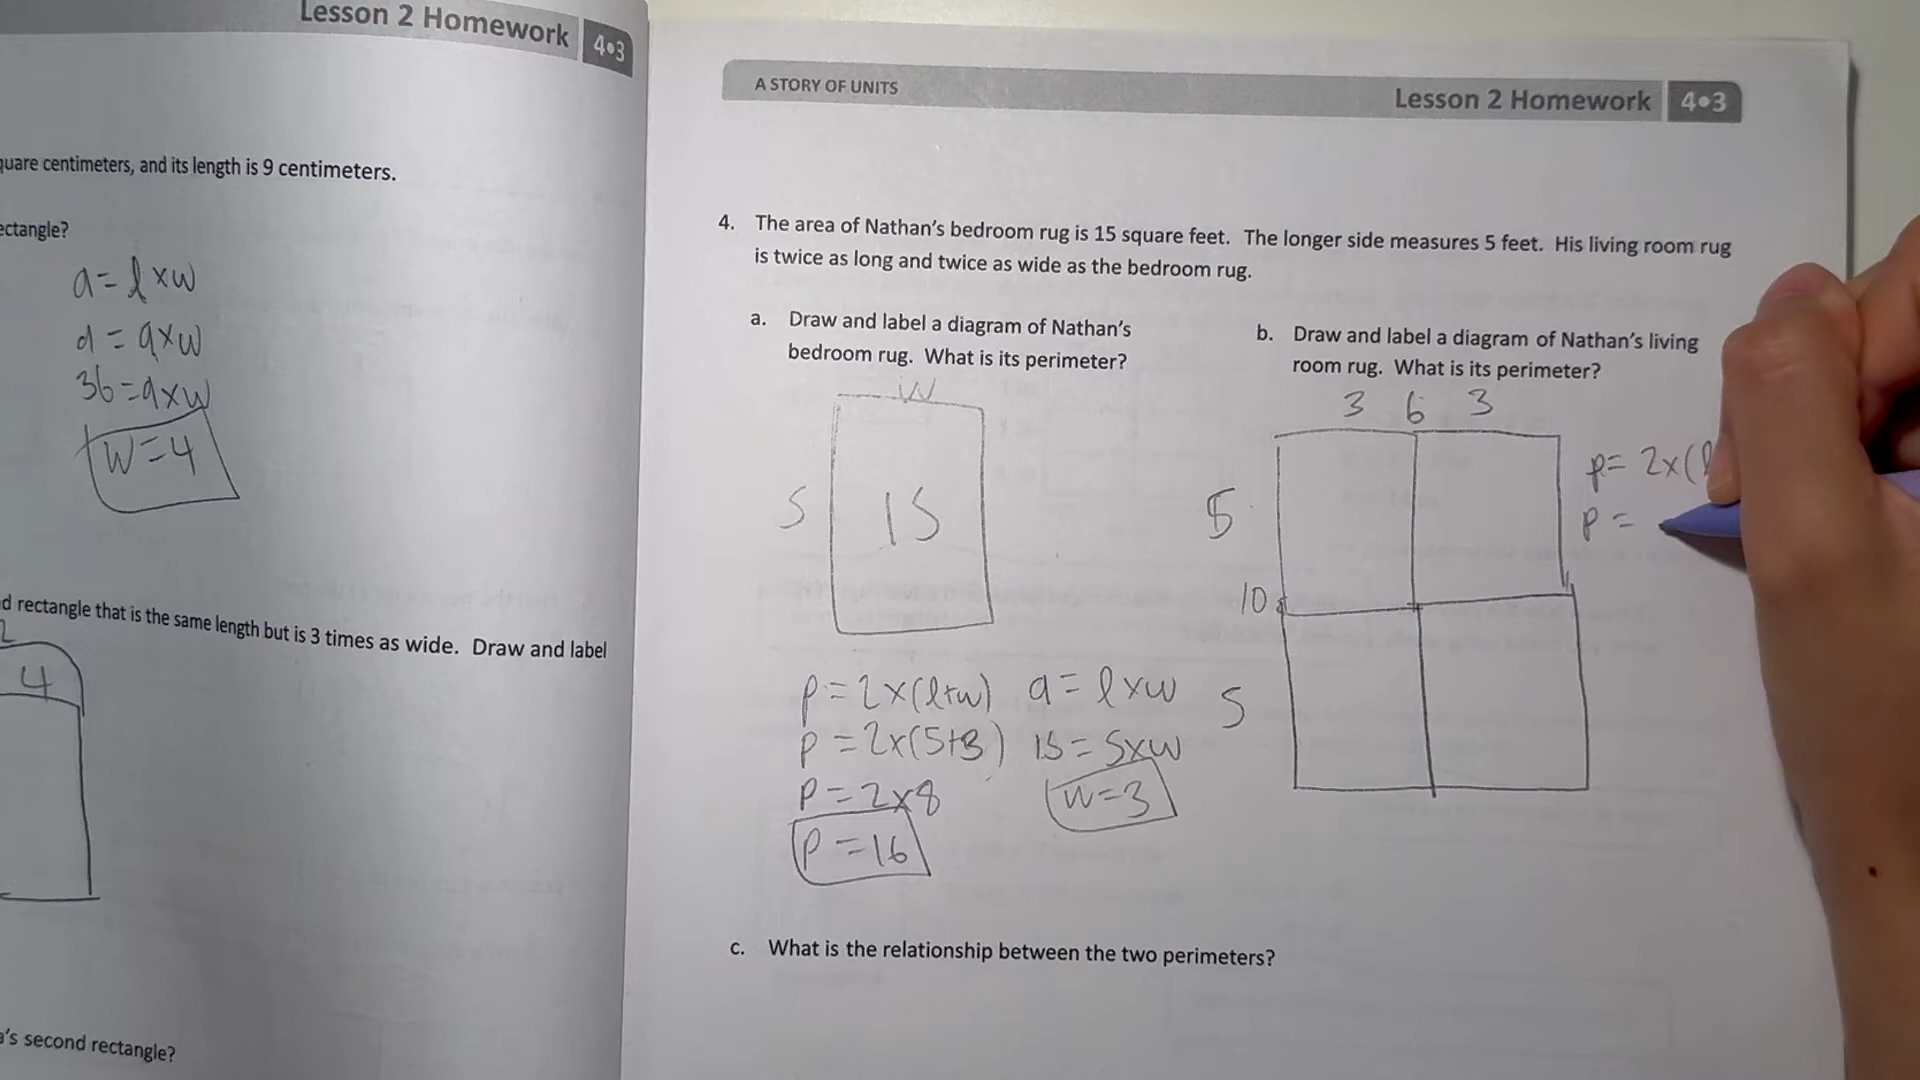 Lesson 2 Homework 4•3
square centimeters, and its length is 9 centimeters.
rectangle?
a = l x w
a = 9 x w
36 = 9 x w
w = 4
d rectangle that is the same length but is 3 times as wide. Draw and label
4
's second rectangle?
A STORY OF UNITS
Lesson 2 Homework 4•3
4. The area of Nathan's bedroom rug is 15 square feet. The longer side measures 5 feet. His living room rug
is twice as long and twice as wide as the bedroom rug.
a. Draw and label a diagram of Nathan's
bedroom rug. What is its perimeter?
W
5
15
p = 2 x (l + w)
p = 2 x (5 + 3)
p = 2 x 8
p = 16
a = l x w
15 = 5 x w
w = 3
b. Draw and label a diagram of Nathan's living
room rug. What is its perimeter?
3 6 3
5
10
5
p = 2 x (l
p =
c. What is the relationship between the two perimeters?